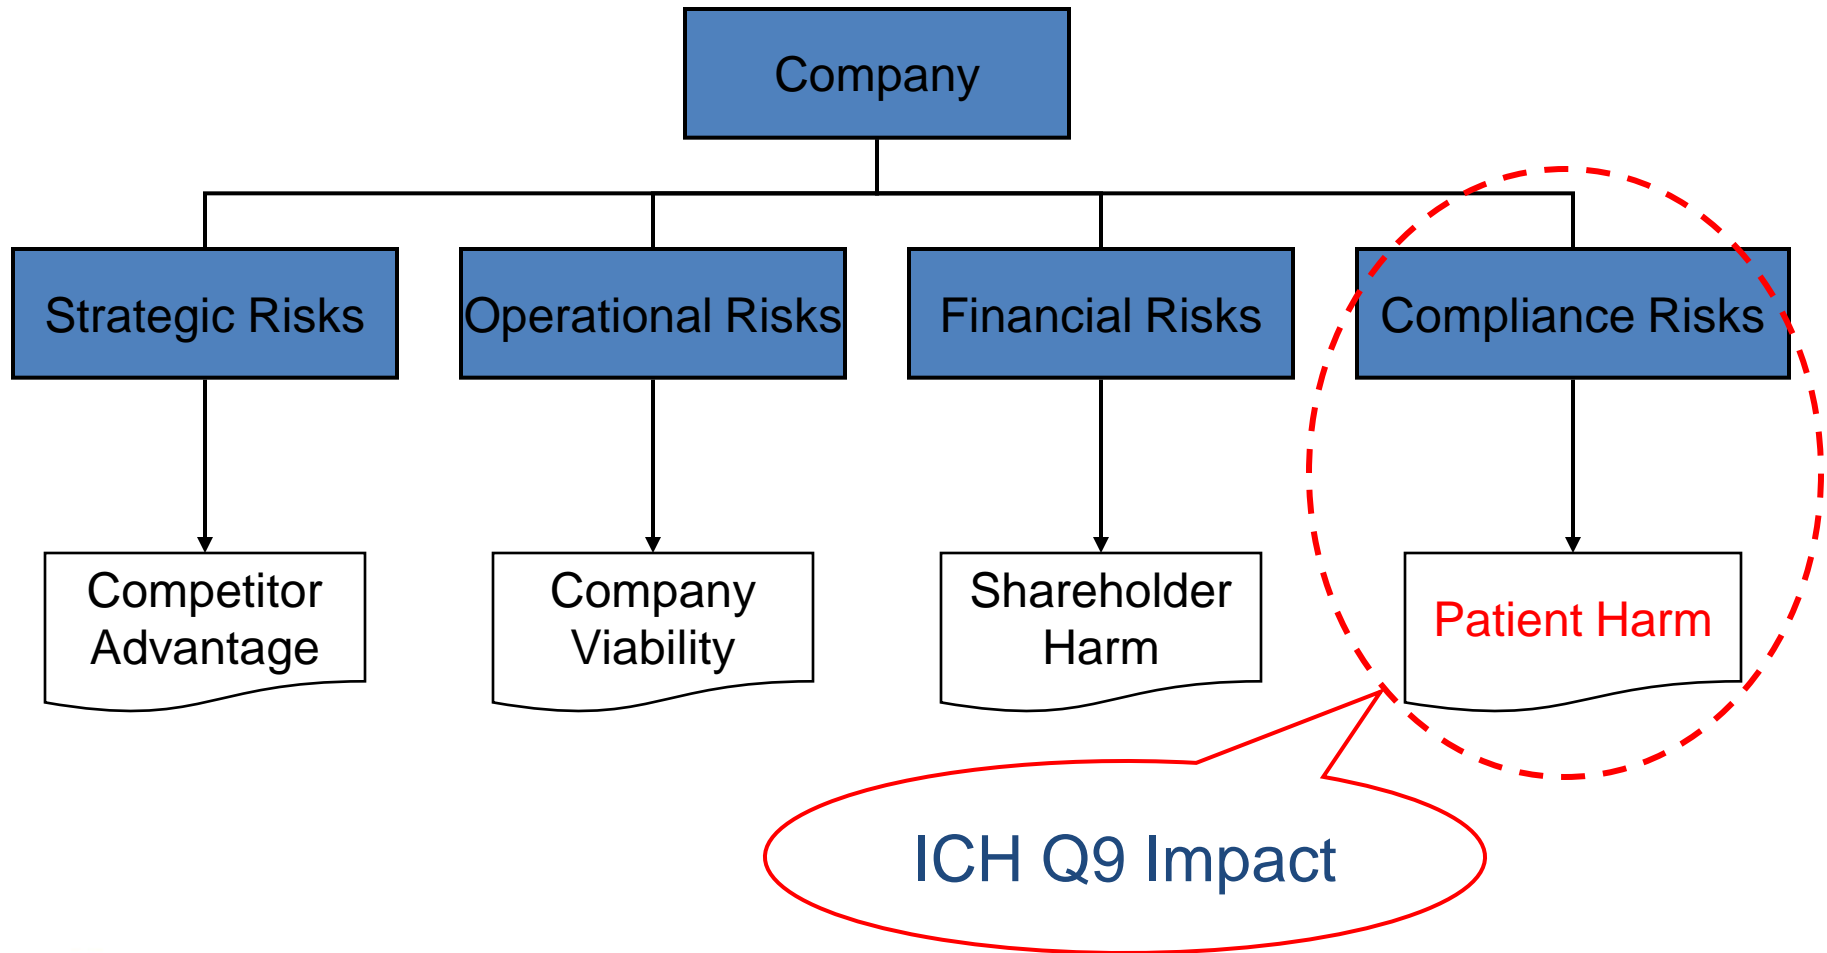 Company
Strategic Risks
Operational Risks
Financial Risks
Compliance Risks
Competitor
Advantage
Company
Viability
Shareholder
Harm
Patient Harm
ICH Q9 Impact